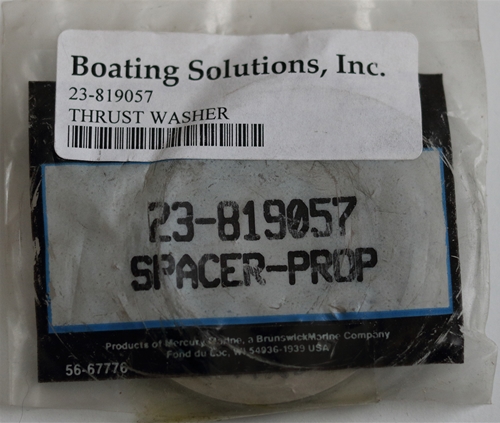 Boating Solutions, Inc.
23-819057
THRUST WASHER
23-819057
SPACER-PROP
Products of Mercury Marine, a Brunswick Marine Company
Fond du Lac, WI 54936-1939 USA
56-67776